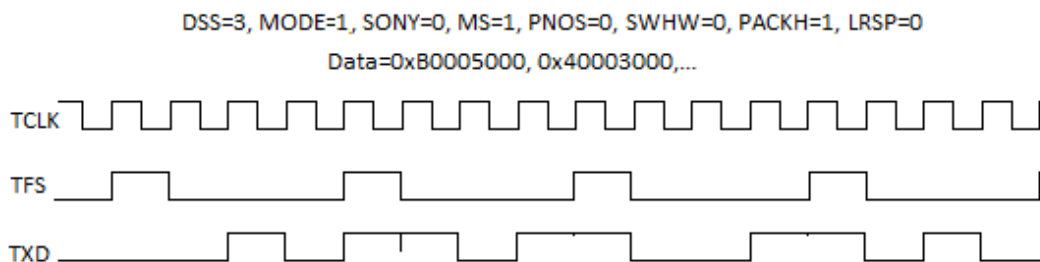 DSS=3, MODE=1, SONY=0, MS=1, PNOS=0, SWHW=0, PACKH=1, LRSP=0
Data=0xB0005000, 0x40003000,...
TCLK
TFS
TXD